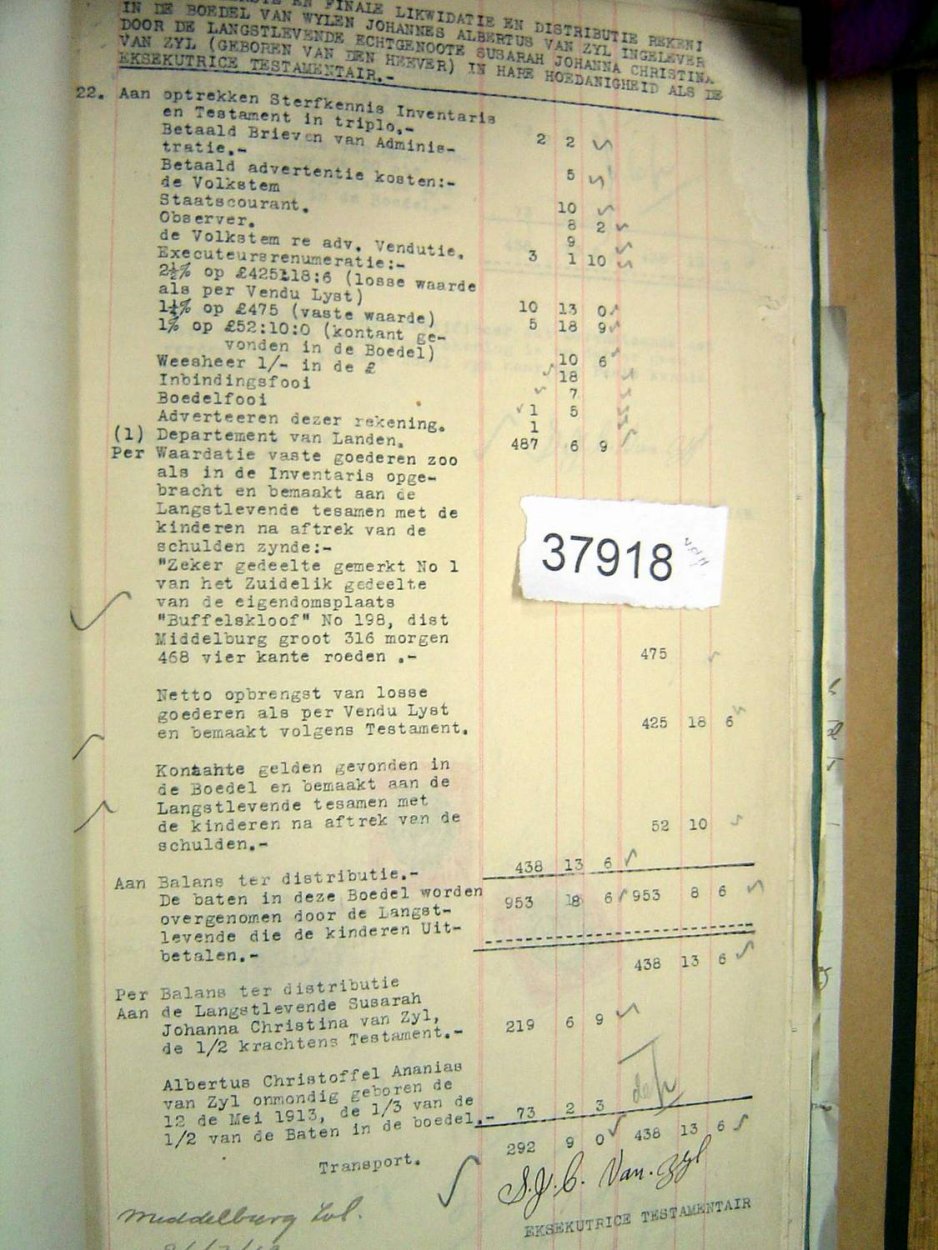 EN FINALE LIKWIDATIE EN DISTRIBUTIE REKENI
IN DE BOEDEL VAN WYLEN JOHANNES ALBERTUS VAN ZYL INGELEVER
DOOR DE LANGSTLEVENDE ECHTGENOOTE SUSARAH JOHANNA CHRISTINA
VAN ZYL (GEBOREN VAN DEN HEEVER) IN HARE HOEDANIGHEID ALS DE
EKSEKUTRICE TESTAMENTAIR.-
22. Aan optrekken Sterfkennis Inventaris
en Testament in triplo.- 2 2
Betaald Brieven van Adminis-
tratie.- 5
Betaald advertentie kosten:-
de Volkstem 10
Staatscourant. 8 2
Observer. 9
de Volkstem re adv. Vendutie. 3 1 10
Executeursrenumeratie:-
2½% op £425:18:6 (losse waarde
als per Vendu Lyst) 10 13 0
1¼% op £475 (vaste waarde) 5 18 9
1% op £52:10:0 (kontant ge-
vonden in de Boedel) 10 6
Weesheer 1/- in de £ 18
Inbindingsfooi 7
Boedelfooi 1 5
Adverteeren dezer rekening. 1
(1) Departement van Landen. 487 6 9
Per Waardatie vaste goederen zoo
als in de Inventaris opge-
bracht en bemaakt aan de
Langstlevende tesamen met de
kinderen na aftrek van de
schulden zynde:-
"Zeker gedeelte gemerkt No 1
van het Zuidelik gedeelte
van de eigendomsplaats
"Buffelskloof" No 198, dist
Middelburg groot 316 morgen
468 vier kante roeden .- 475
37918
Netto opbrengst van losse
goederen als per Vendu Lyst
en bemaakt volgens Testament. 425 18 6
Kontahte gelden gevonden in
de Boedel en bemaakt aan de
Langstlevende tesamen met
de kinderen na aftrek van de 52 10
schulden.-
Aan Balans ter distributie.- 438 13 6
De baten in deze Boedel worden 953 18 6 953 8 6
overgenomen door de Langst-
levende die de kinderen Uit-
betalen.-
Per Balans ter distributie 438 13 6
Aan de Langstlevende Susarah
Johanna Christina van Zyl,
de 1/2 krachtens Testament.- 219 6 9
Albertus Christoffel Ananias
van Zyl onmondig geboren de
12 de Mei 1913, de 1/3 van de
1/2 van de Baten in de boedel.- 73 2 3
Transport. 292 9 0 438 13 6
S.J.C. Van Zyl
EKSEKUTRICE TESTAMENTAIR
Middelburg Tvl.